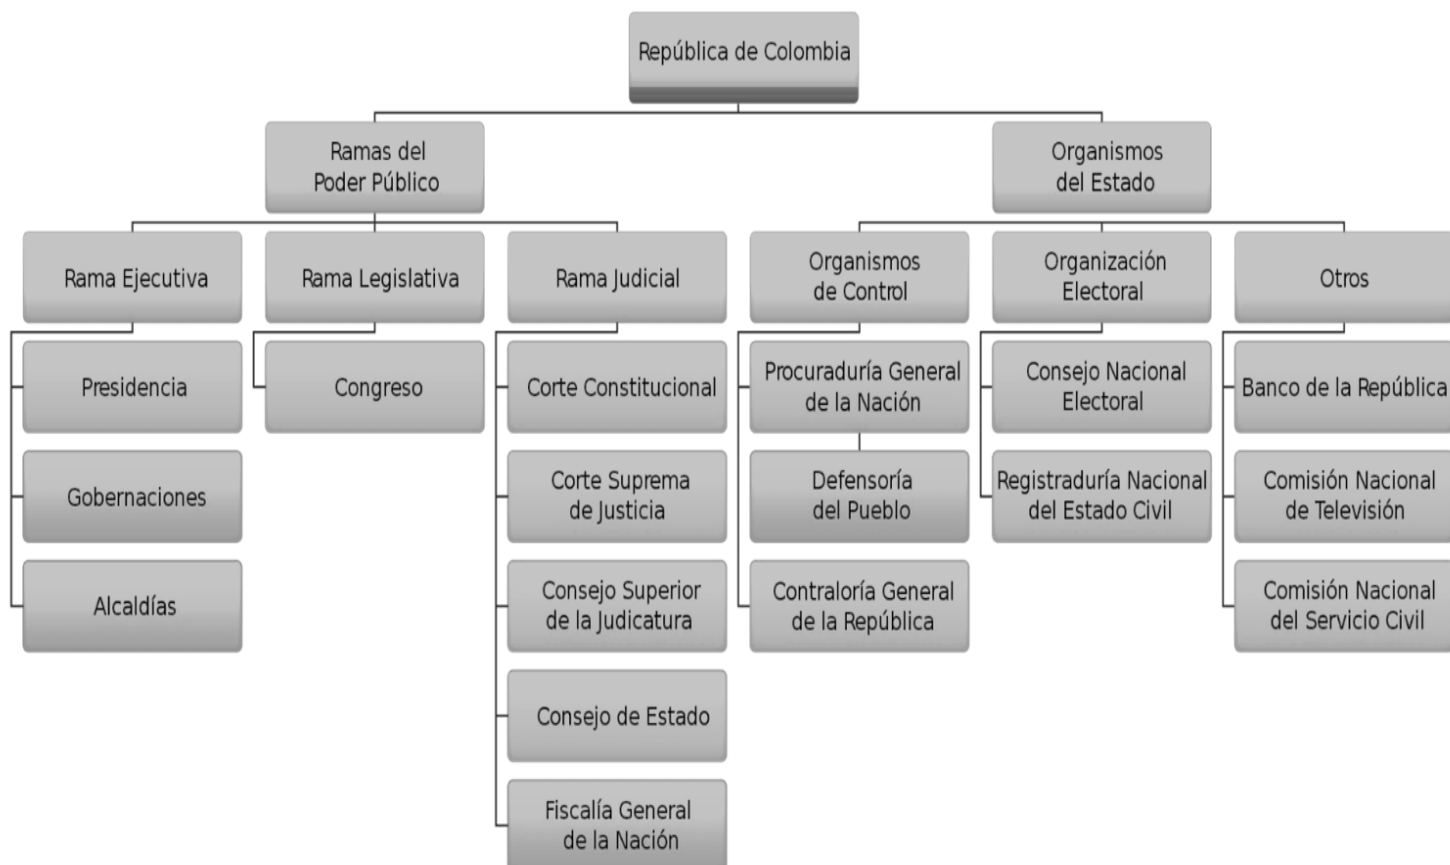 República de Colombia
Ramas del
Poder Público
Organismos
del Estado
Rama Ejecutiva
Rama Legislativa
Rama Judicial
Organismos
de Control
Organización
Electoral
Otros
Presidencia
Congreso
Corte Constitucional
Procuraduría General
de la Nación
Consejo Nacional
Electoral
Banco de la República
Gobernaciones
Corte Suprema
de Justicia
Defensoría
del Pueblo
Registraduría Nacional
del Estado Civil
Comisión Nacional
de Televisión
Alcaldías
Consejo Superior
de la Judicatura
Contraloría General
de la República
Comisión Nacional
del Servicio Civil
Consejo de Estado
Fiscalía General
de la Nación